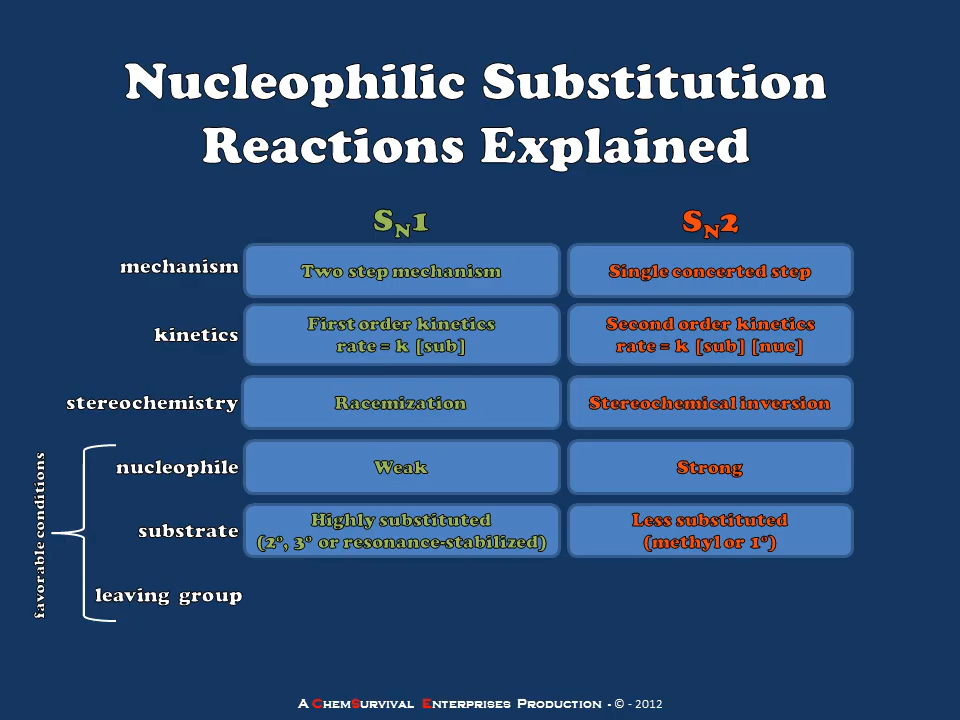 Nucleophilic Substitution
Reactions Explained
SN1
SN2
mechanism
Two step mechanism
Single concerted step
kinetics
First order kinetics
rate = k [sub]
Second order kinetics
rate = k [sub] [nuc]
stereochemistry
Racemization
Stereochemical inversion
favorable conditions
nucleophile
Weak
Strong
substrate
Highly substituted
(2°, 3° or resonance-stabilized)
Less substituted
(methyl or 1°)
leaving group
A ChemSurvival Enterprises Production - © - 2012